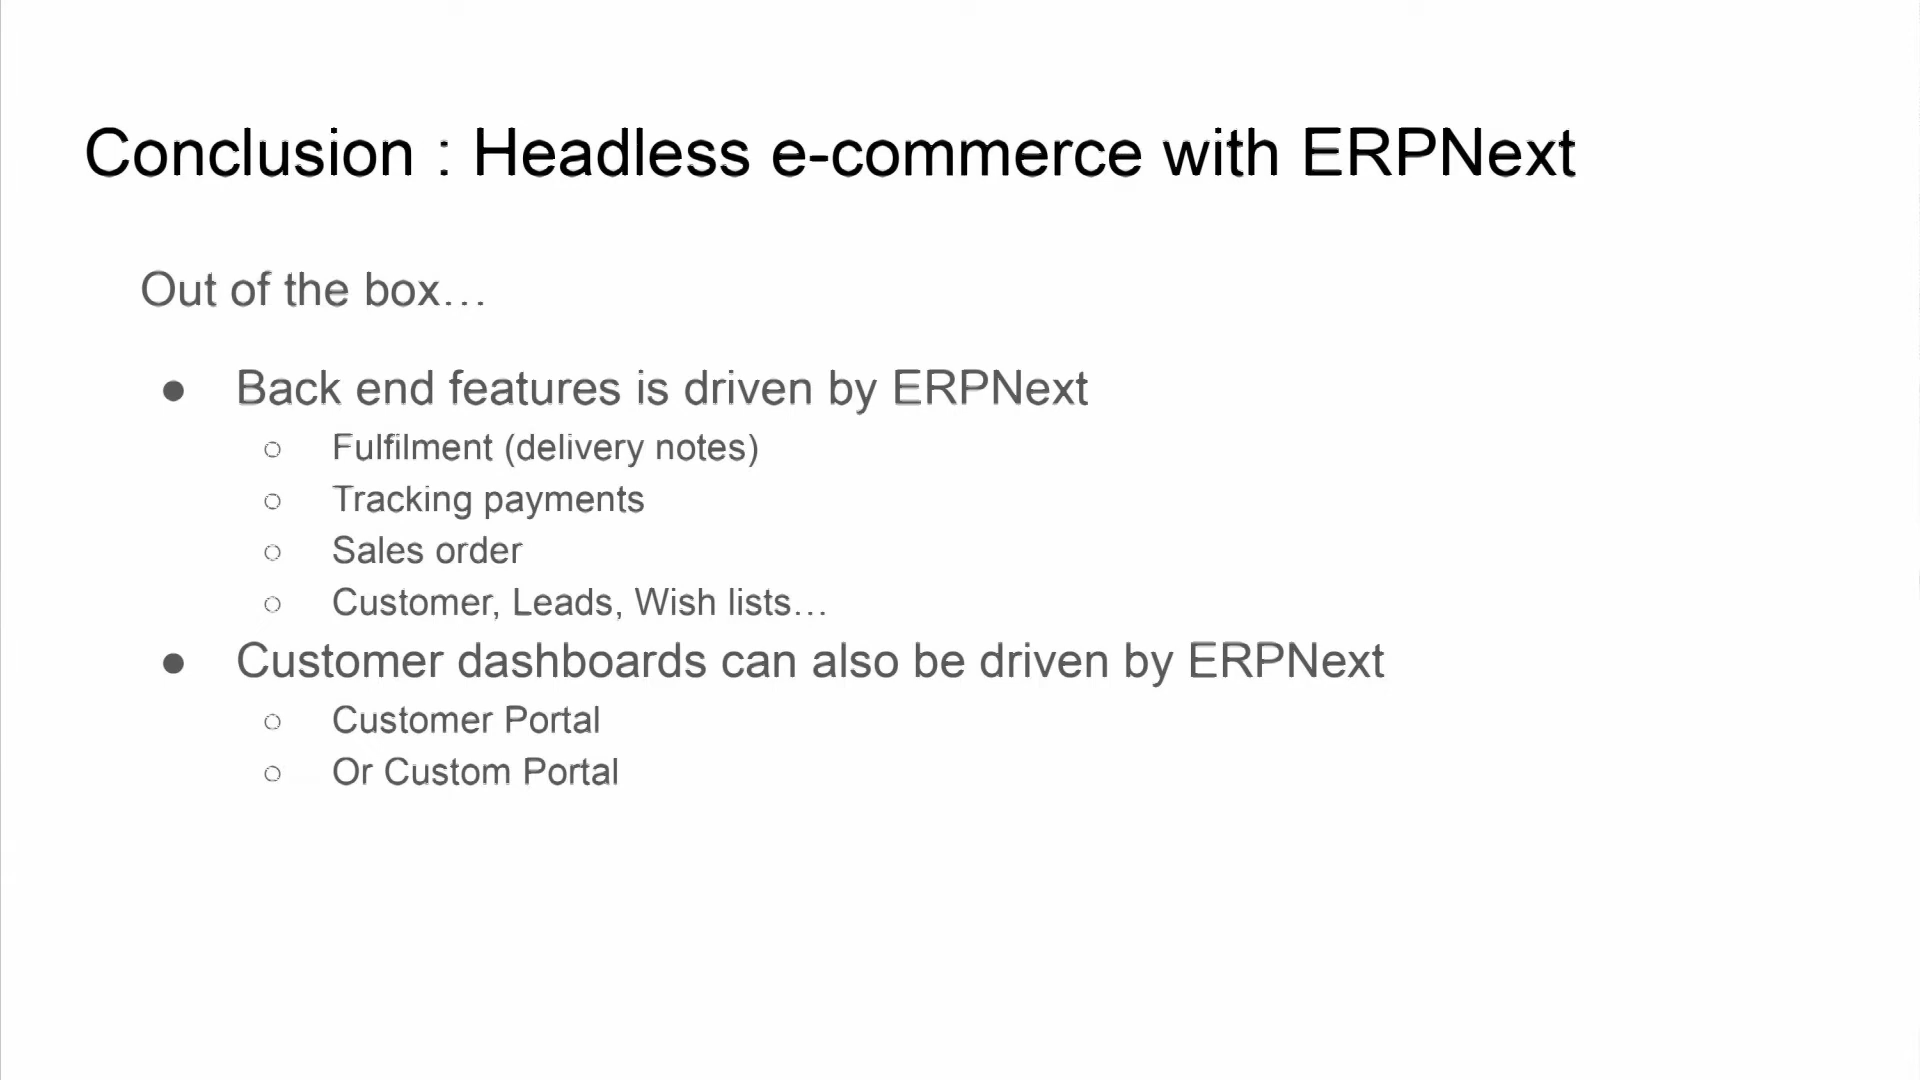 Conclusion : Headless e-commerce with ERPNext
Out of the box…
● Back end features is driven by ERPNext
○ Fulfilment (delivery notes)
○ Tracking payments
○ Sales order
○ Customer, Leads, Wish lists…
● Customer dashboards can also be driven by ERPNext
○ Customer Portal
○ Or Custom Portal